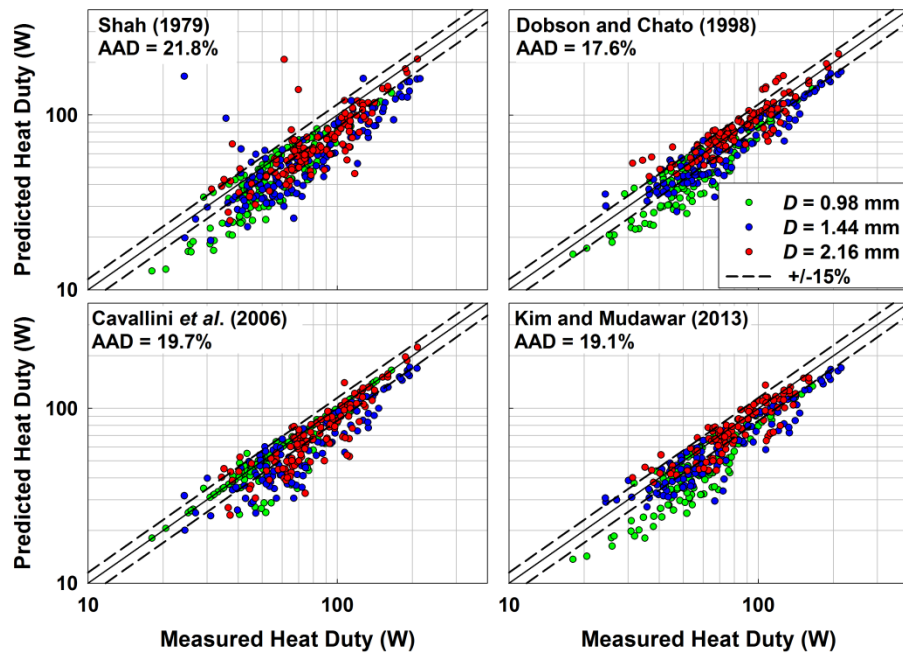 Shah (1979)
AAD = 21.8%
Dobson and Chato (1998)
AAD = 17.6%
Predicted Heat Duty (W)
100
10
D = 0.98 mm
D = 1.44 mm
D = 2.16 mm
+/-15%
Cavallini et al. (2006)
AAD = 19.7%
Kim and Mudawar (2013)
AAD = 19.1%
Predicted Heat Duty (W)
100
10
10
100
10
100
Measured Heat Duty (W)
Measured Heat Duty (W)